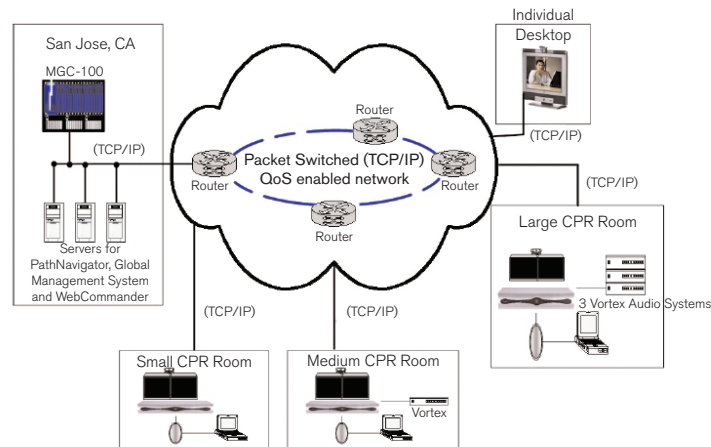 Individual
Desktop
San Jose, CA
MGC-100
(TCP/IP)
Router
Router
Packet Switched (TCP/IP)
QoS enabled network
Router
Router
(TCP/IP)
(TCP/IP)
Servers for
PathNavigator, Global
Management System
and WebCommander
Large CPR Room
3 Vortex Audio Systems
(TCP/IP)
(TCP/IP)
Small CPR Room
Medium CPR Room
Vortex